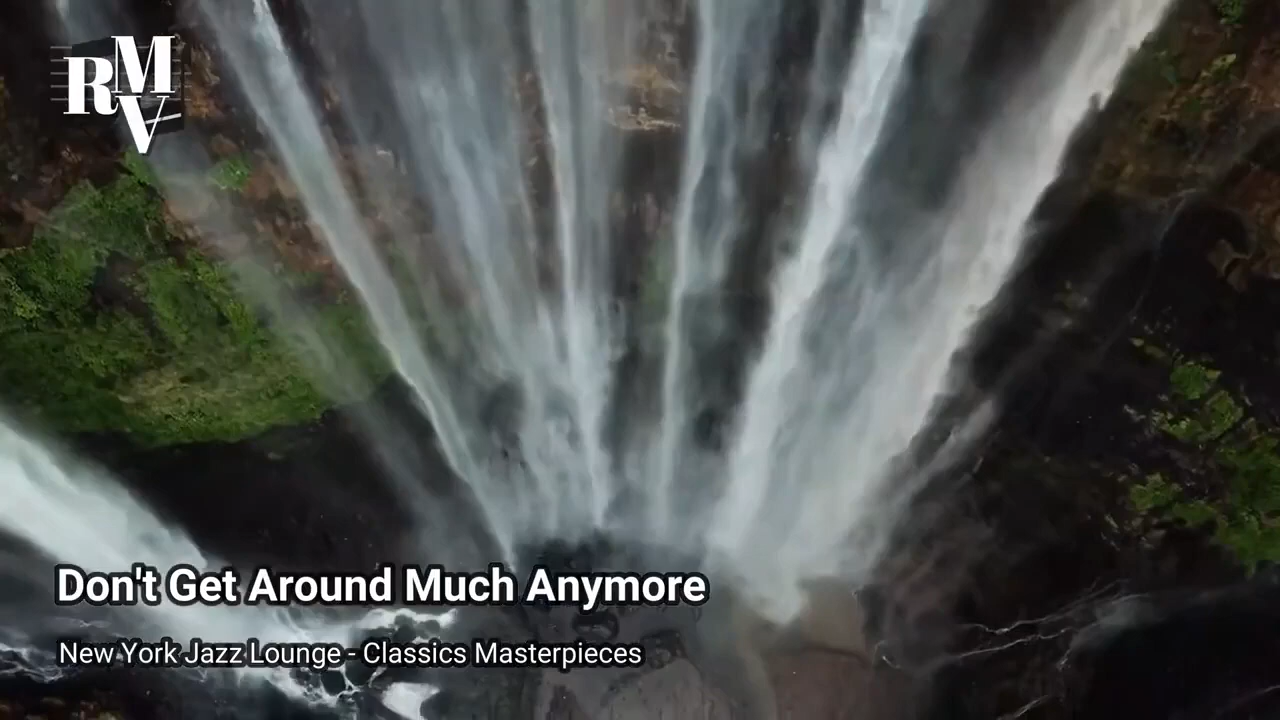 RMV
Don't Get Around Much Anymore
New York Jazz Lounge - Classics Masterpieces